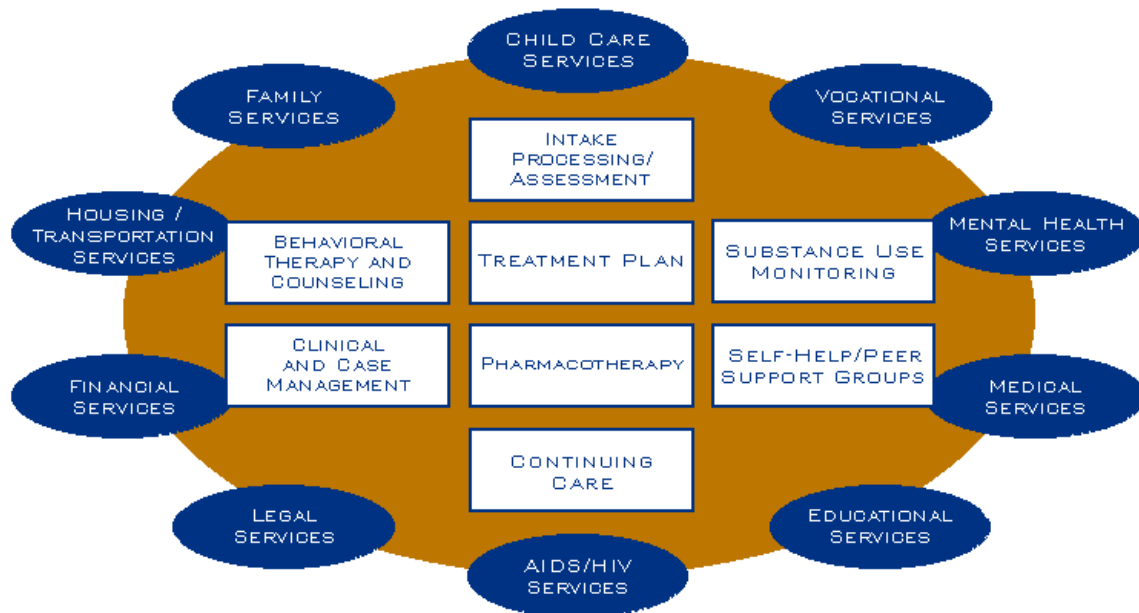 CHILD CARE
SERVICES
FAMILY
SERVICES
VOCATIONAL
SERVICES
INTAKE
PROCESSING/
ASSESSMENT
HOUSING /
TRANSPORTATION
SERVICES
BEHAVIORAL
THERAPY AND
COUNSELING
TREATMENT PLAN
SUBSTANCE USE
MONITORING
MENTAL HEALTH
SERVICES
FINANCIAL
SERVICES
CLINICAL
AND CASE
MANAGEMENT
PHARMACOTHERAPY
SELF-HELP/PEER
SUPPORT GROUPS
MEDICAL
SERVICES
CONTINUING
CARE
LEGAL
SERVICES
AIDS/HIV
SERVICES
EDUCATIONAL
SERVICES